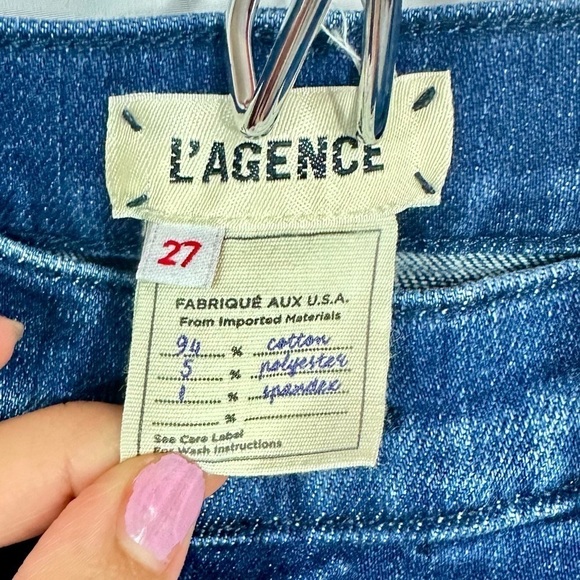 L'AGENCE
27
FABRIQUÉ AUX U.S.A.
From Imported Materials
94 % cotton
5 % polyester
1 % spandex
%
See Care Label
For Wash Instructions